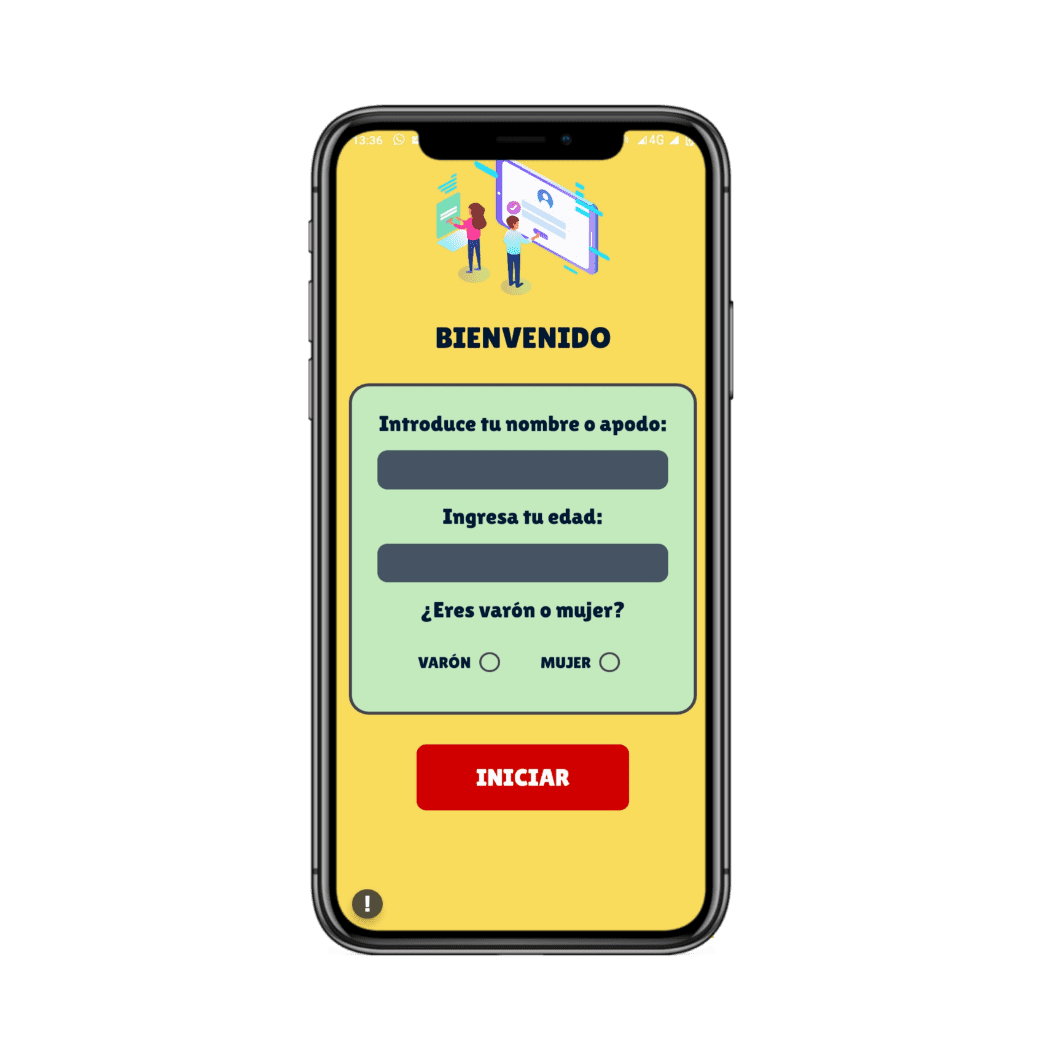 13:36 4G
BIENVENIDO
Introduce tu nombre o apodo:
Ingresa tu edad:
¿Eres varón o mujer?
VARÓN MUJER
INICIAR
!